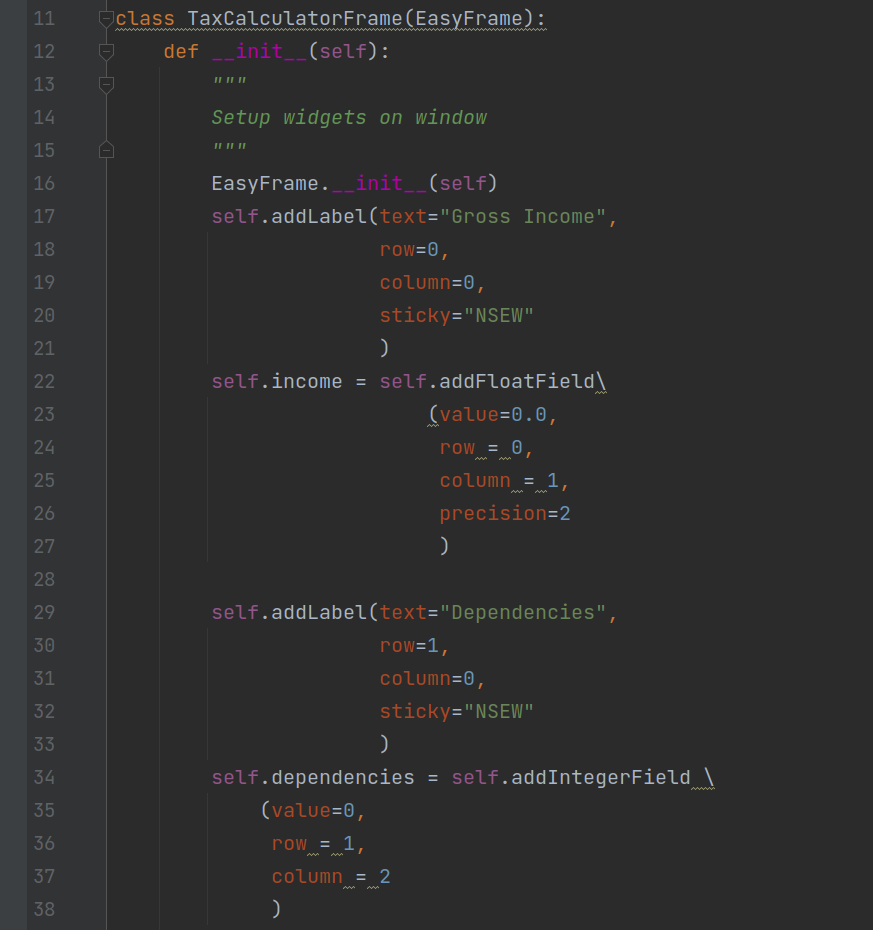 11 class TaxCalculatorFrame(EasyFrame):
12     def __init__(self):
13         """
14         Setup widgets on window
15         """
16         EasyFrame.__init__(self)
17         self.addLabel(text="Gross Income",
18                       row=0,
19                       column=0,
20                       sticky="NSEW"
21                       )
22         self.income = self.addFloatField\
23                           (value=0.0,
24                            row = 0,
25                            column = 1,
26                            precision=2
27                            )
28
29         self.addLabel(text="Dependencies",
30                       row=1,
31                       column=0,
32                       sticky="NSEW"
33                       )
34         self.dependencies = self.addIntegerField \
35             (value=0,
36              row = 1,
37              column = 2
38              )